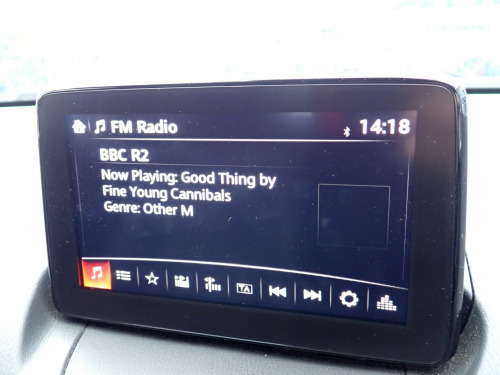 FM Radio
14:18
BBC R2
Now Playing: Good Thing by
Fine Young Cannibals
Genre: Other M
TA